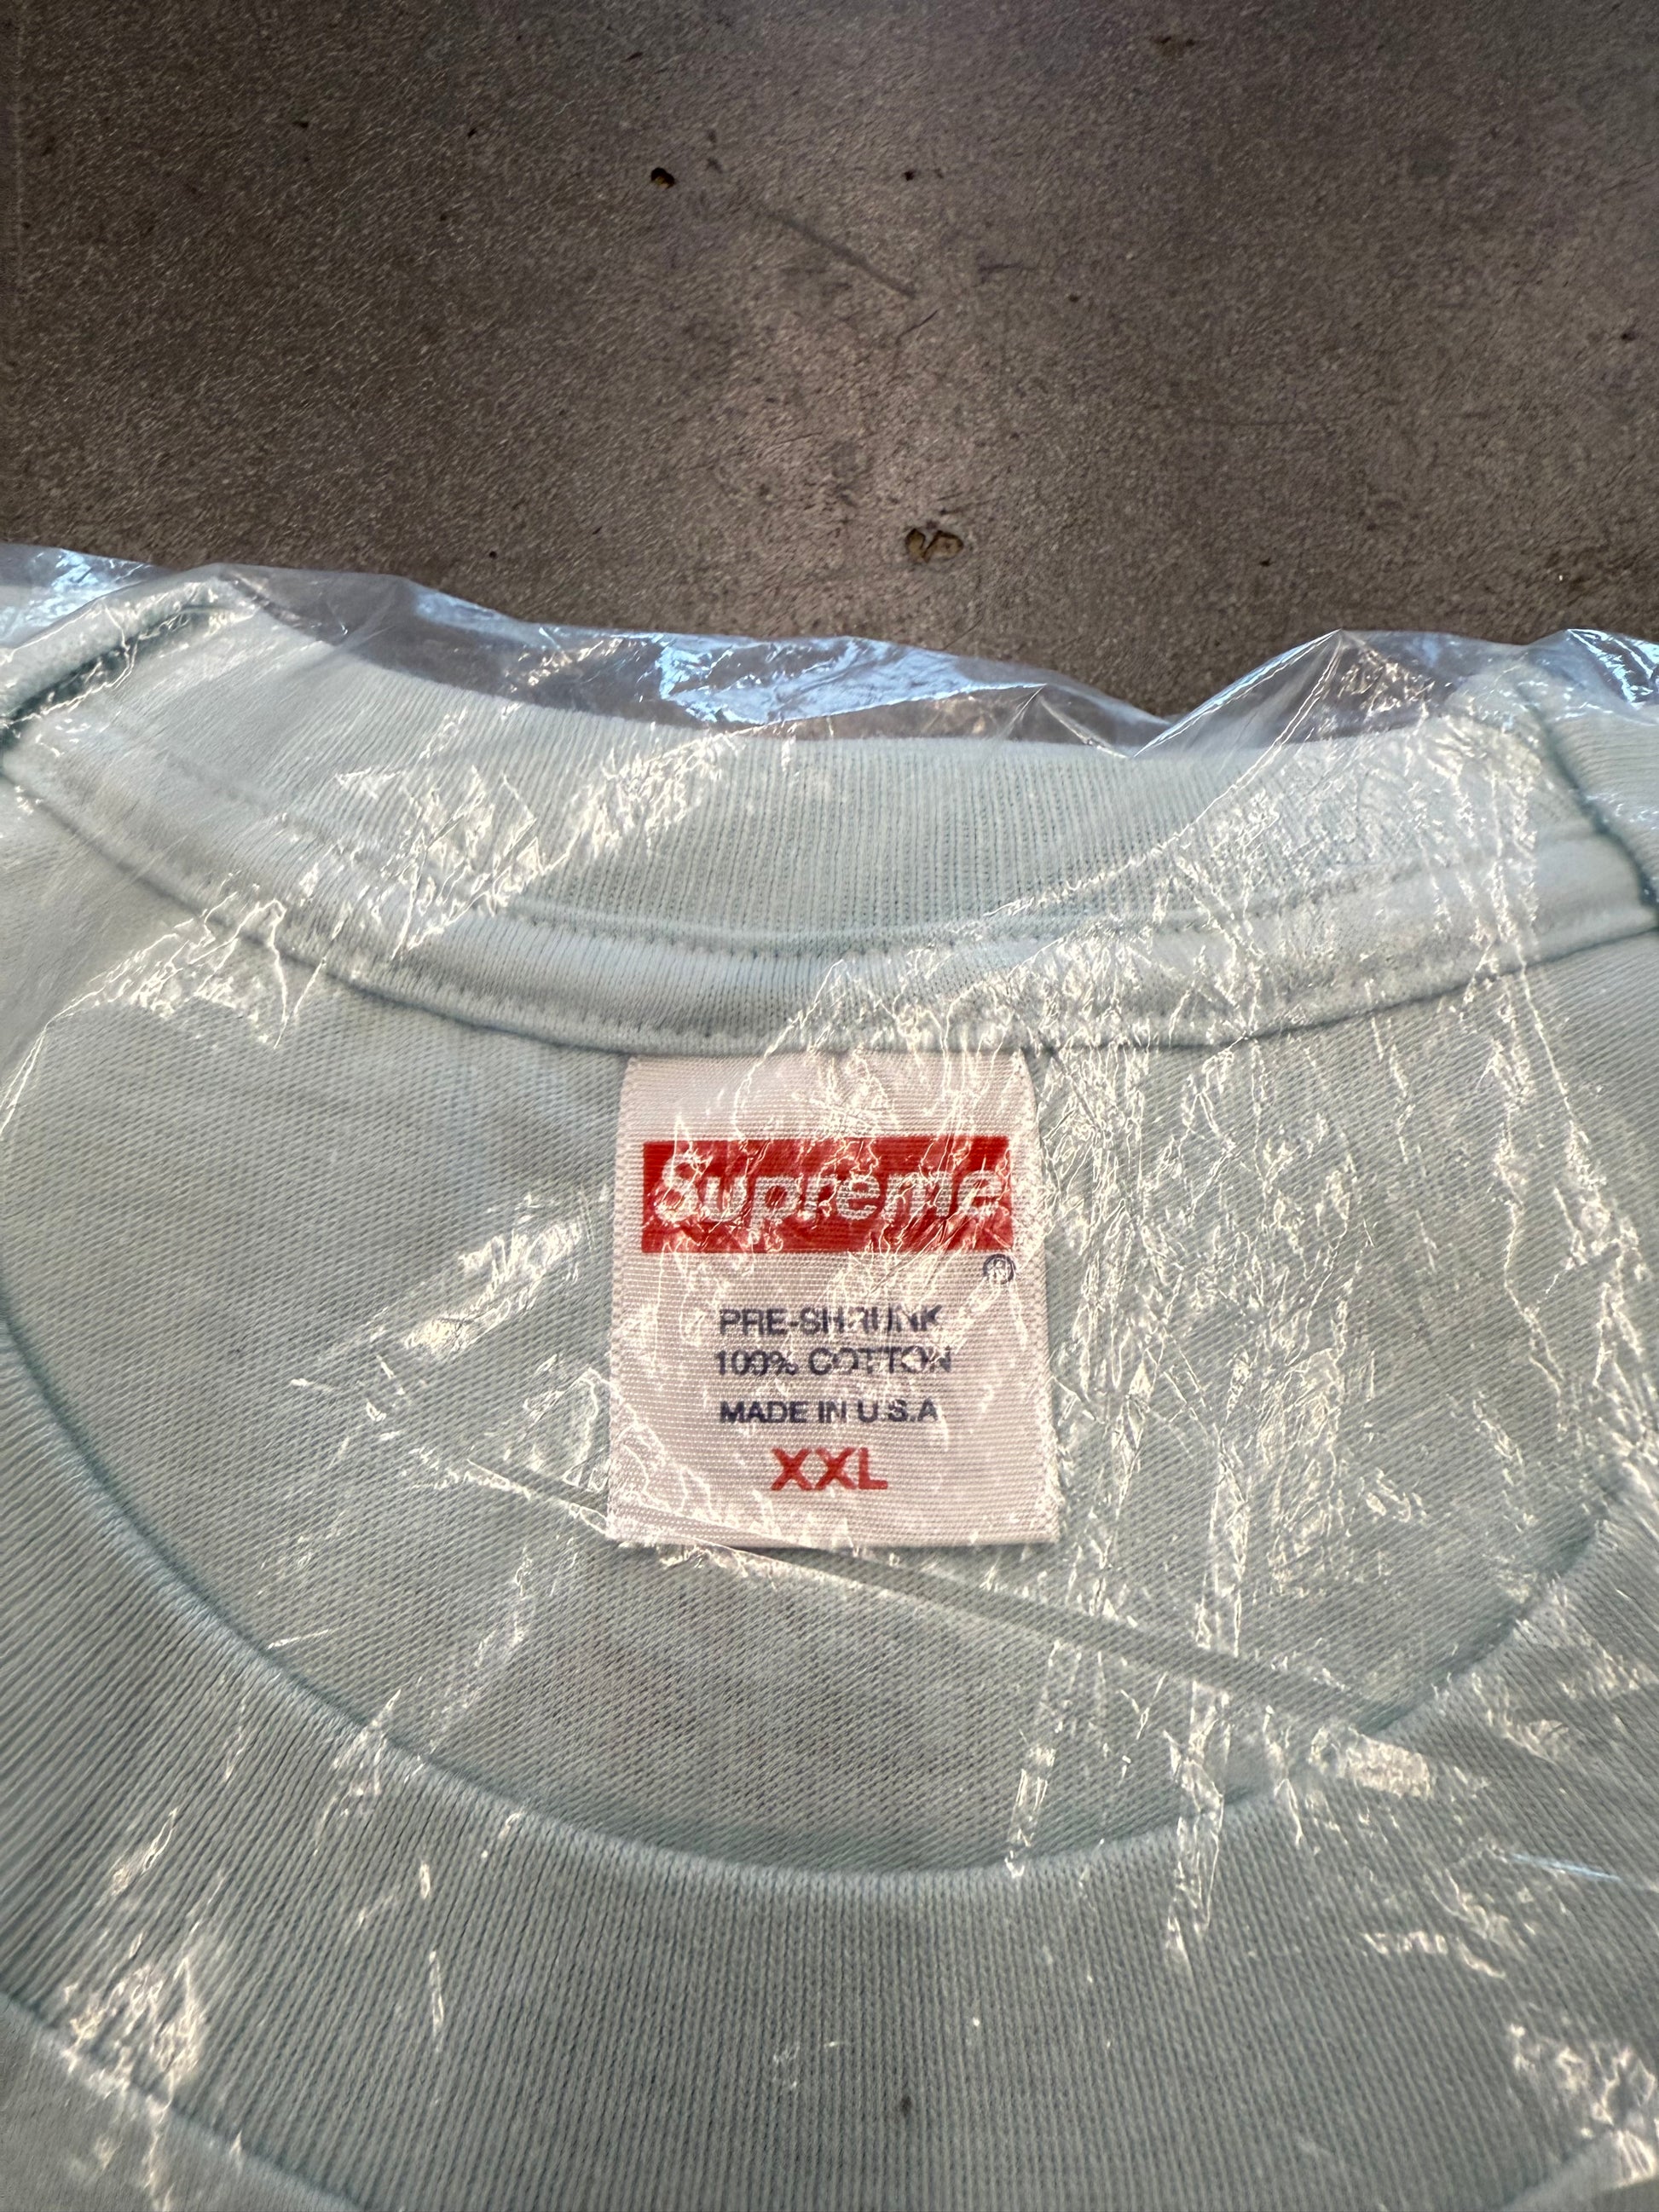 Supreme
®
PRE-SHRUNK
100% COTTON
MADE IN U.S.A
XXL